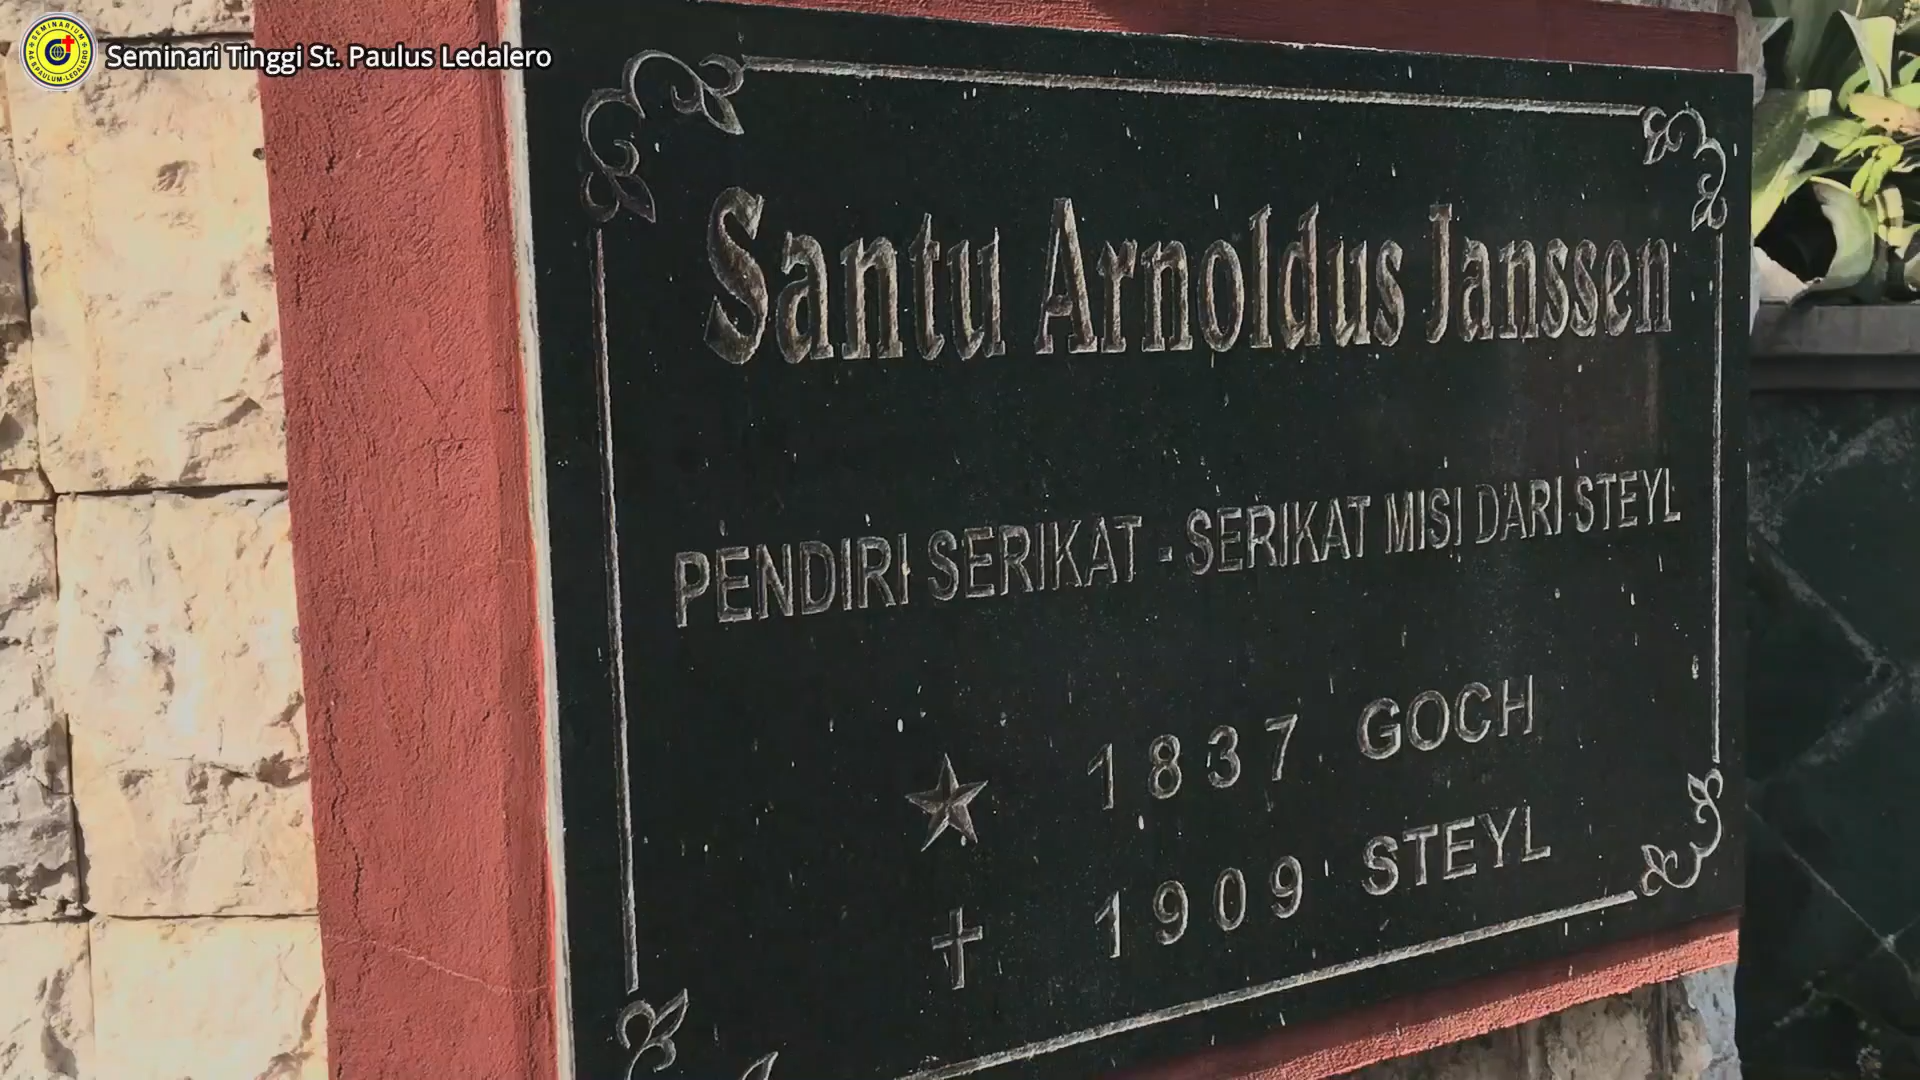 Seminari Tinggi St. Paulus Ledalero
Santu Arnoldus Janssen
PENDIRI SERIKAT - SERIKAT MISI DARI STEYL
1837 GOCH
1909 STEYL